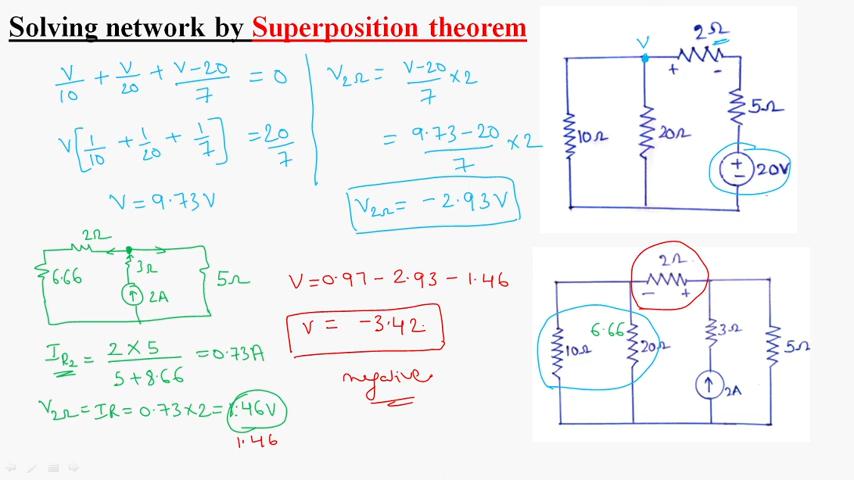 Solving network by Superposition theorem
V/10 + V/20 + V-20/7 = 0
V[1/10 + 1/20 + 1/7] = 20/7
V = 9.73V
V2Ω = V-20/7 × 2
= 9.73-20/7 × 2
V2Ω = -2.93V
V
2Ω
+ -
10Ω
20Ω
5Ω
+
-
20V
2Ω
6.66
3Ω
2A
5Ω
IR2 = 2×5/5+8.66 = 0.73A
V2Ω = IR = 0.73×2 = 1.46V
1.46
V = 0.97 - 2.93 - 1.46
V = -3.42
negative
2Ω
- +
10Ω
6.66
20Ω
3Ω
2A
5Ω